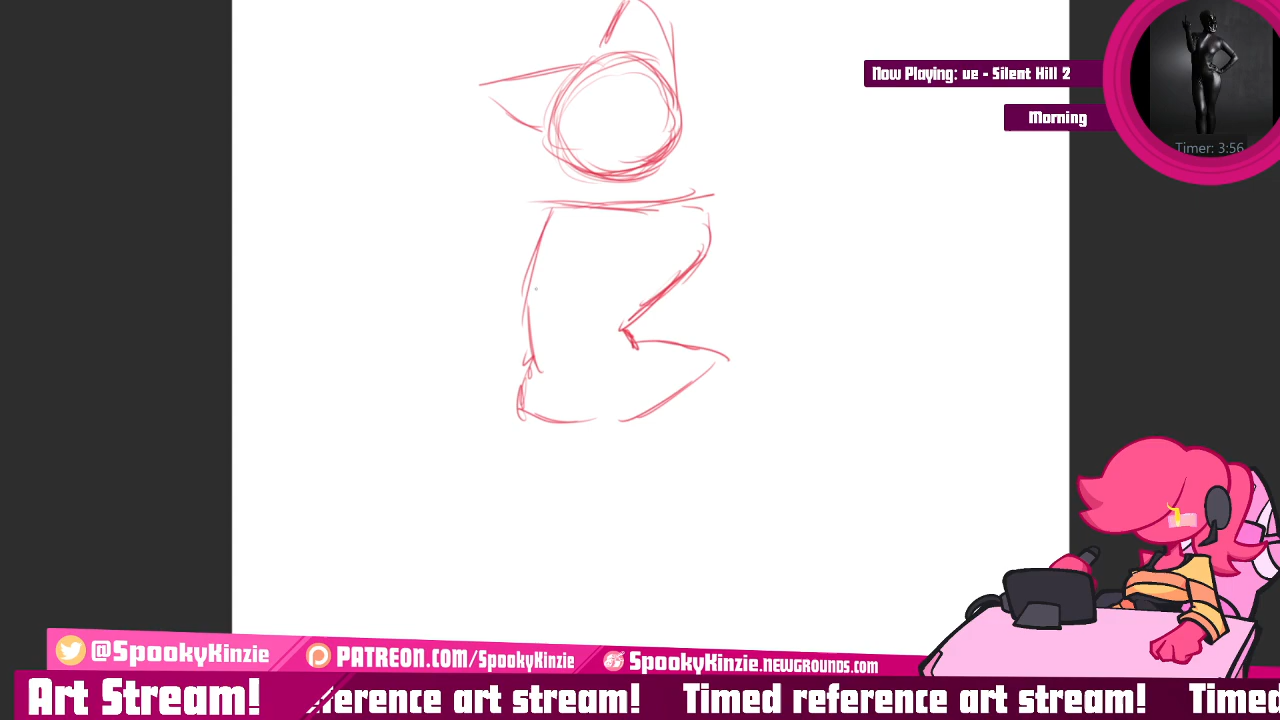 Now Playing: ve - Silent Hill 2
Morning
Timer: 3:56
@SpookyKinzie
PATREON.COM/SpookyKinzie
SpookyKinzie.NEWGROUNDS.COM
Art Stream!
erence art stream! Timed reference art stream! Timed